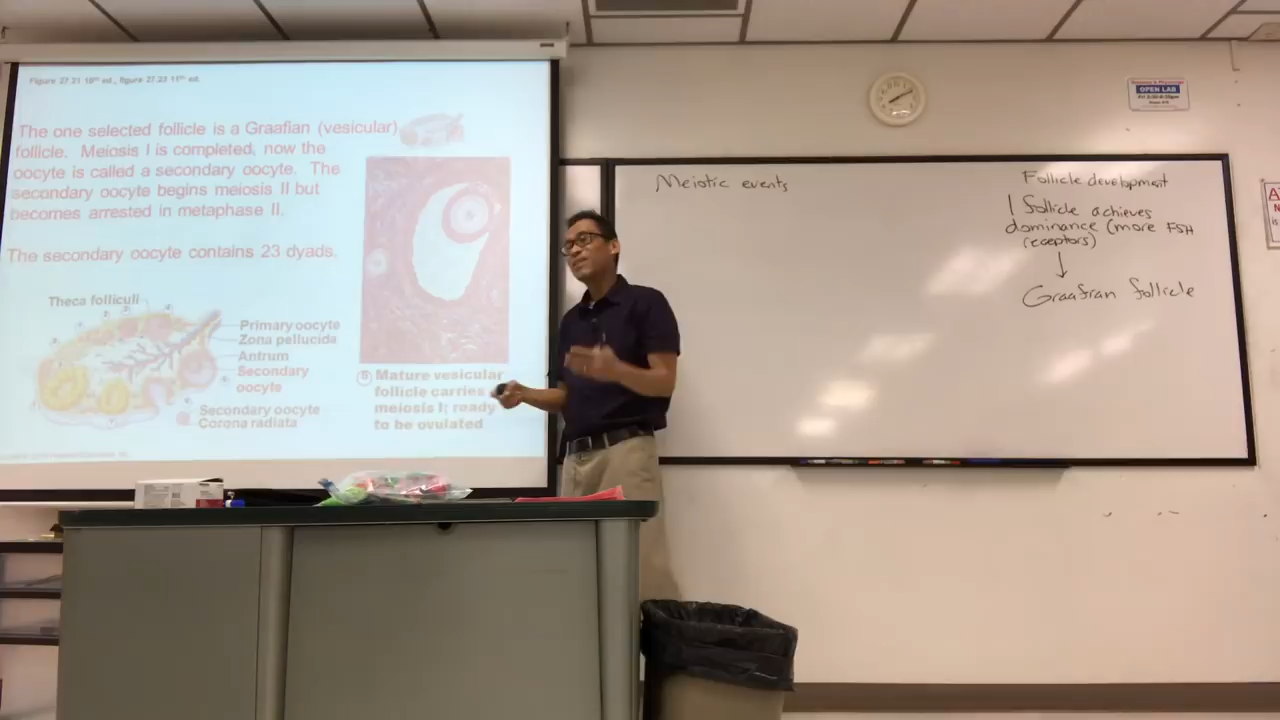 Figure 27.21 10th ed., figure 27.23 11th ed.
The one selected follicle is a Graafian (vesicular)
follicle. Meiosis I is completed, now the
oocyte is called a secondary oocyte. The
secondary oocyte begins meiosis II but
becomes arrested in metaphase II.
The secondary oocyte contains 23 dyads.
Theca folliculi
Primary oocyte
Zona pellucida
Antrum
Secondary
oocyte
Secondary oocyte
Corona radiata
5 Mature vesicular
follicle carries
meiosis I; ready
to be ovulated
Meiotic events
Follicle development
1 follicle achieves
dominance (more FSH
receptors)
↓
Graafian follicle
OPEN LAB